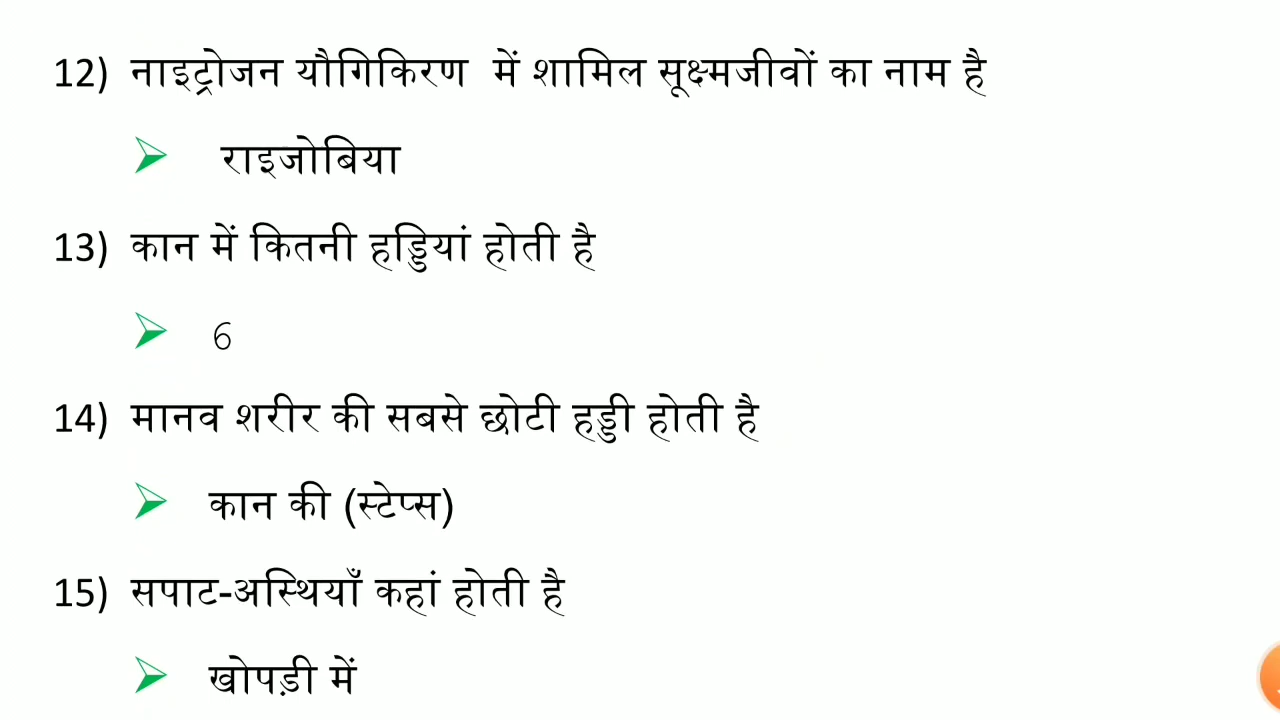 12) नाइट्रोजन यौगिकिरण में शामिल सूक्ष्मजीवों का नाम है
राइजोबिया
13) कान में कितनी हड्डियां होती है
6
14) मानव शरीर की सबसे छोटी हड्डी होती है
कान की (स्टेप्स)
15) सपाट-अस्थियाँ कहां होती है
खोपड़ी में